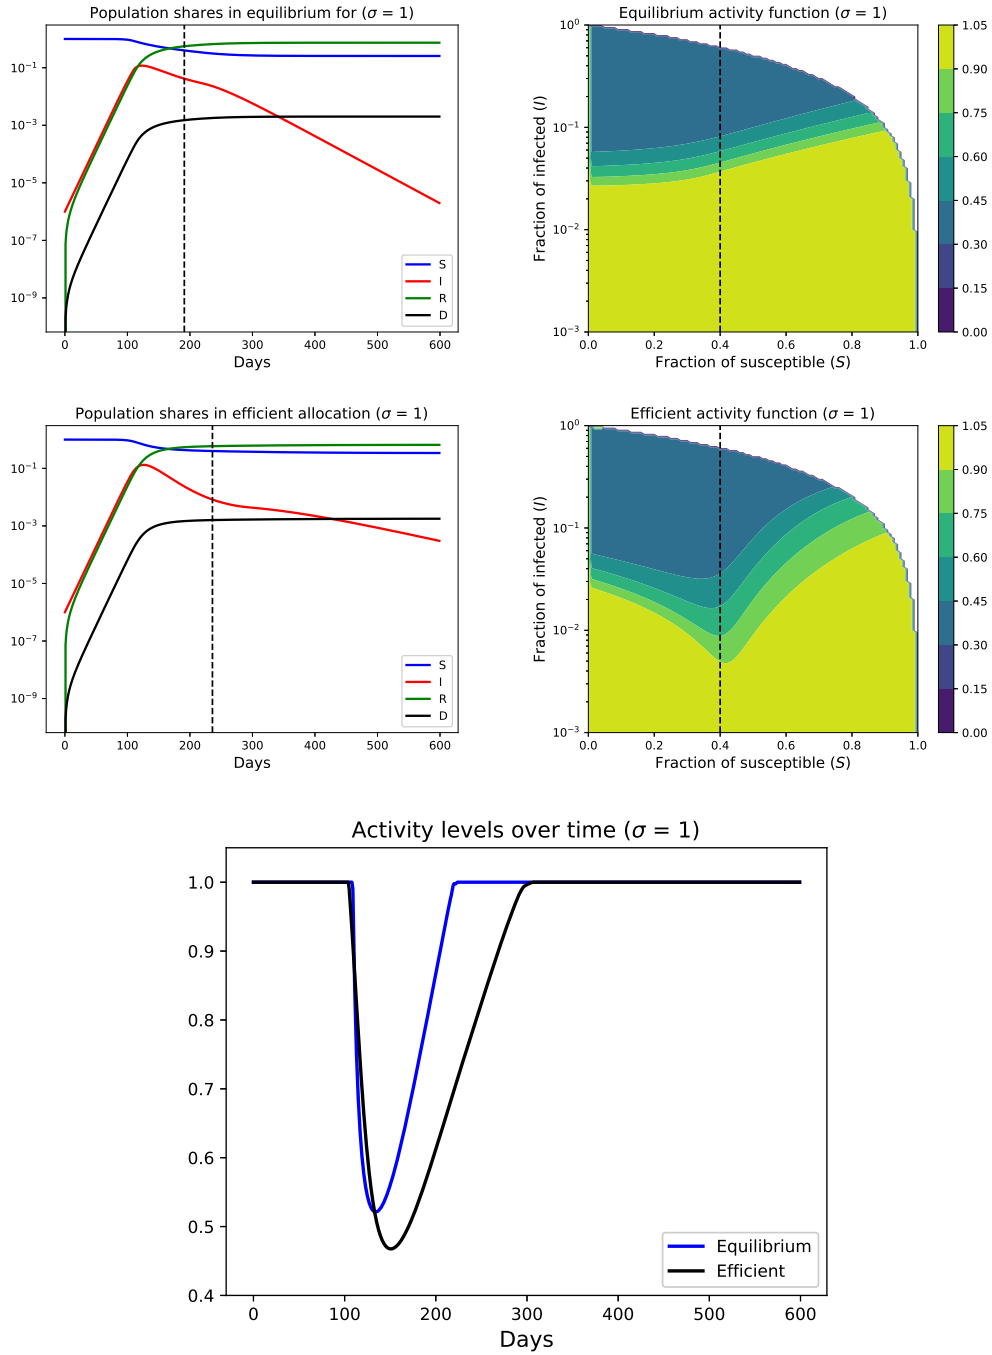 Population shares in equilibrium for (σ = 1)
10⁻¹
10⁻³
10⁻⁵
10⁻⁷
10⁻⁹
S
I
R
D
0 100 200 300 400 500 600
Days
Equilibrium activity function (σ = 1)
Fraction of infected (I)
10⁰
10⁻¹
10⁻²
10⁻³
0.0 0.2 0.4 0.6 0.8 1.0
Fraction of susceptible (S)
1.05
0.90
0.75
0.60
0.45
0.30
0.15
0.00
Population shares in efficient allocation (σ = 1)
10⁻¹
10⁻³
10⁻⁵
10⁻⁷
10⁻⁹
S
I
R
D
0 100 200 300 400 500 600
Days
Efficient activity function (σ = 1)
Fraction of infected (I)
10⁰
10⁻¹
10⁻²
10⁻³
0.0 0.2 0.4 0.6 0.8 1.0
Fraction of susceptible (S)
1.05
0.90
0.75
0.60
0.45
0.30
0.15
0.00
Activity levels over time (σ = 1)
1.0
0.9
0.8
0.7
0.6
0.5
0.4
Equilibrium
Efficient
0 100 200 300 400 500 600
Days